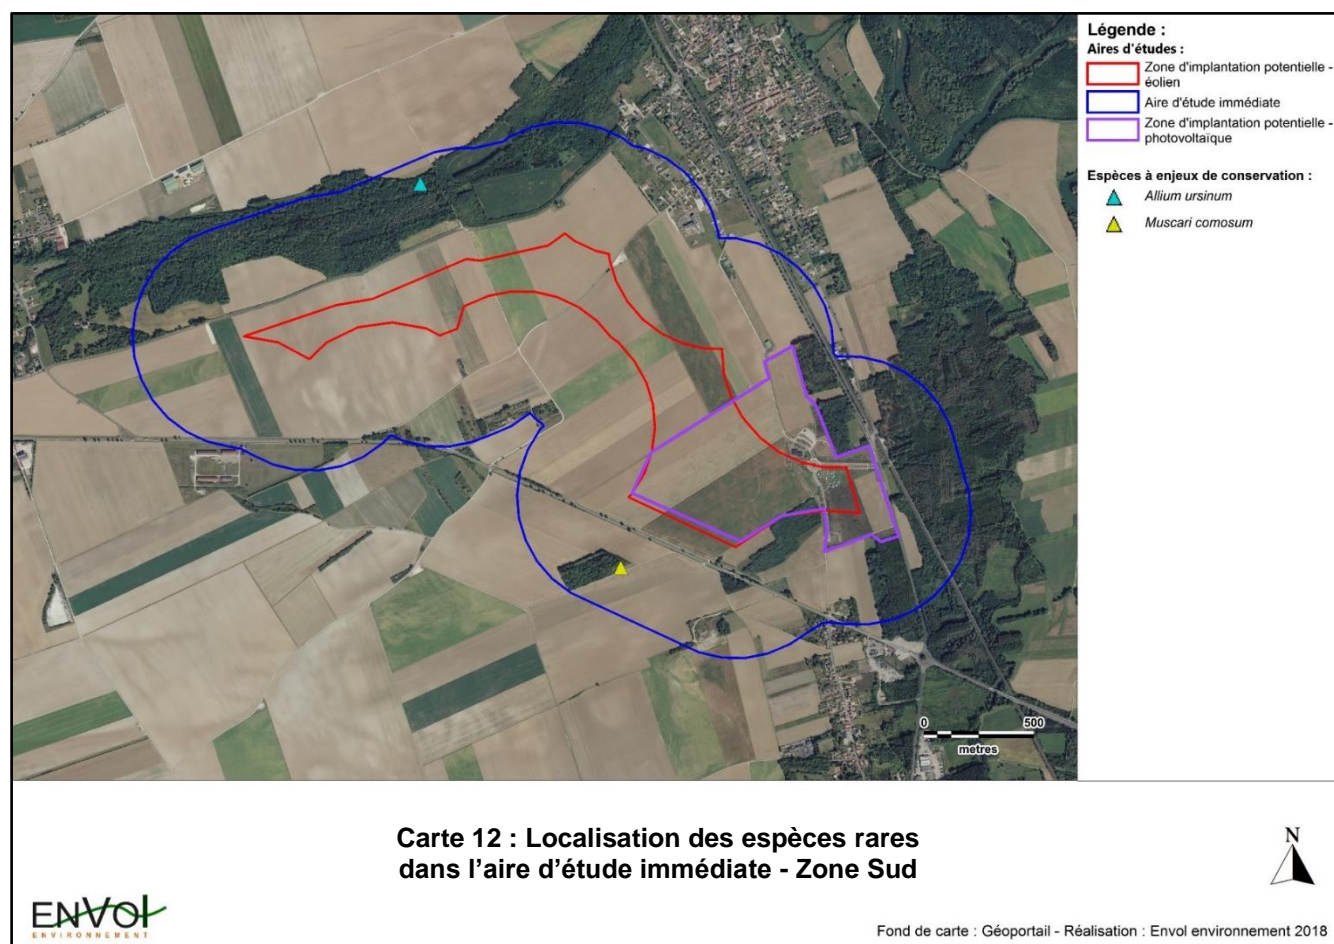 Légende :
Aires d'études :
Zone d'implantation potentielle -
éolien
Aire d'étude immédiate
Zone d'implantation potentielle -
photovoltaïque
Espèces à enjeux de conservation :
Allium ursinum
Muscari comosum
0 500
metres
Carte 12 : Localisation des espèces rares
dans l'aire d'étude immédiate - Zone Sud
N
ENVOl
ENVIRONNEMENT
Fond de carte : Géoportail - Réalisation : Envol environnement 2018